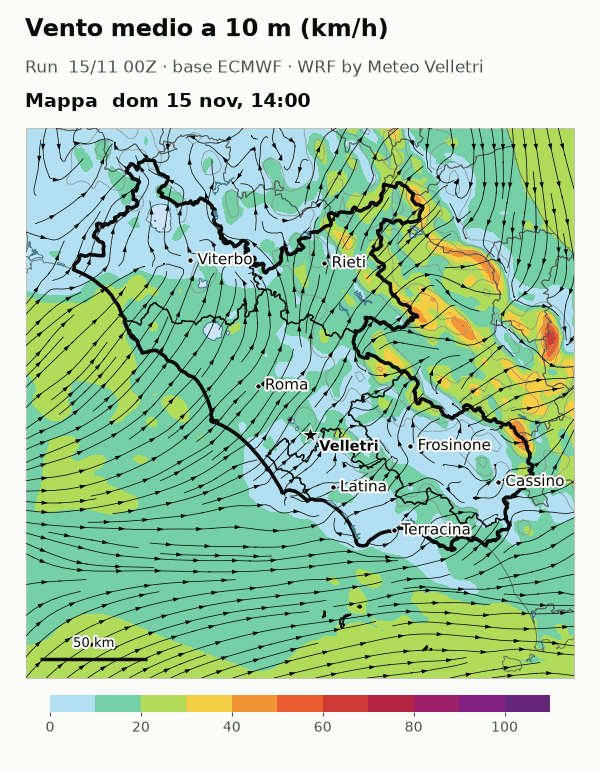 Vento medio a 10 m (km/h)
Run 15/11 00Z · base ECMWF · WRF by Meteo Velletri
Mappa dom 15 nov, 14:00
Viterbo
Rieti
Roma
Velletri
Frosinone
Cassino
Latina
Terracina
50 km
0 20 40 60 80 100